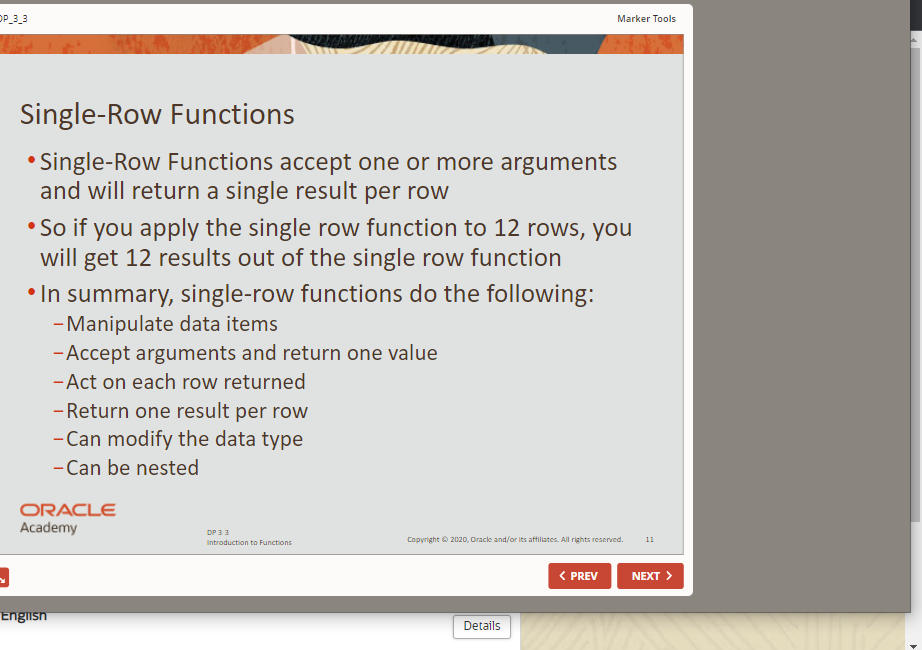 DP_3_3
Marker Tools
Single-Row Functions
•Single-Row Functions accept one or more arguments
and will return a single result per row
•So if you apply the single row function to 12 rows, you
will get 12 results out of the single row function
•In summary, single-row functions do the following:
–Manipulate data items
–Accept arguments and return one value
–Act on each row returned
–Return one result per row
–Can modify the data type
–Can be nested
ORACLE
Academy
DP 3 3
Introduction to Functions
Copyright © 2020, Oracle and/or its affiliates. All rights reserved. 11
PREV NEXT
English
Details